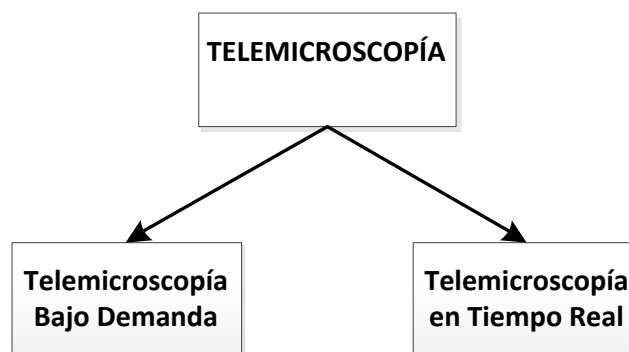 TELEMICROSCOPÍA
Telemicroscopía
Bajo Demanda
Telemicroscopía
en Tiempo Real